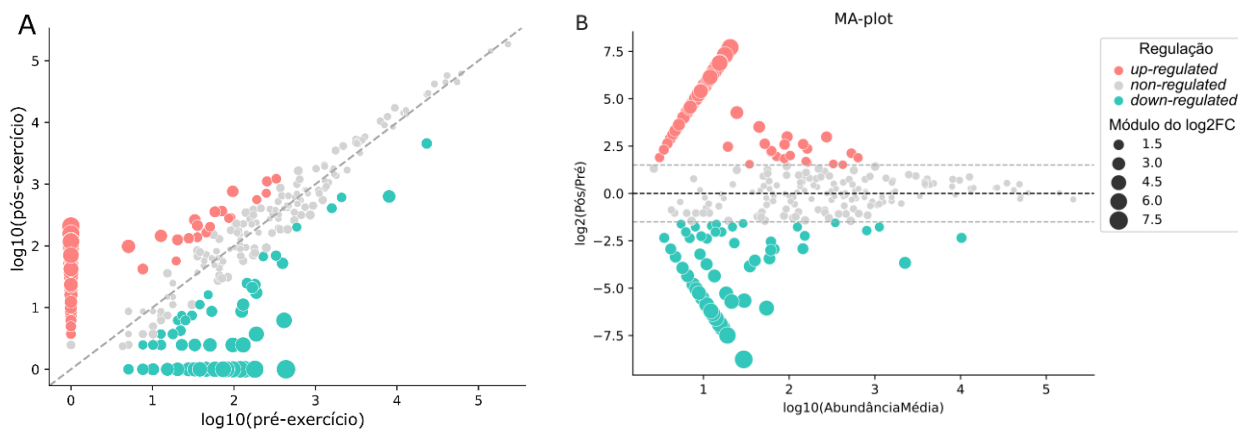 A
log10(pós-exercício)
5
4
3
2
1
0
0 1 2 3 4 5
log10(pré-exercício)
B
MA-plot
log2(Pós/Pré)
7.5
5.0
2.5
0.0
−2.5
−5.0
−7.5
1 2 3 4 5
log10(AbundânciaMédia)
Regulação
up-regulated
non-regulated
down-regulated
Módulo do log2FC
1.5
3.0
4.5
6.0
7.5